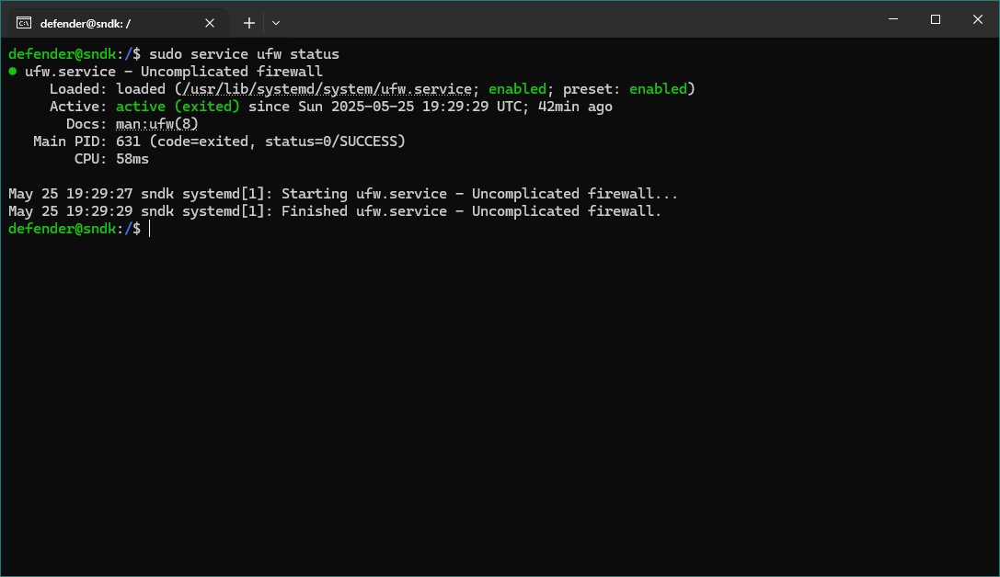 defender@sndk: /
defender@sndk:/$ sudo service ufw status
● ufw.service - Uncomplicated firewall
     Loaded: loaded (/usr/lib/systemd/system/ufw.service; enabled; preset: enabled)
     Active: active (exited) since Sun 2025-05-25 19:29:29 UTC; 42min ago
       Docs: man:ufw(8)
   Main PID: 631 (code=exited, status=0/SUCCESS)
        CPU: 58ms
May 25 19:29:27 sndk systemd[1]: Starting ufw.service - Uncomplicated firewall...
May 25 19:29:29 sndk systemd[1]: Finished ufw.service - Uncomplicated firewall.
defender@sndk:/$